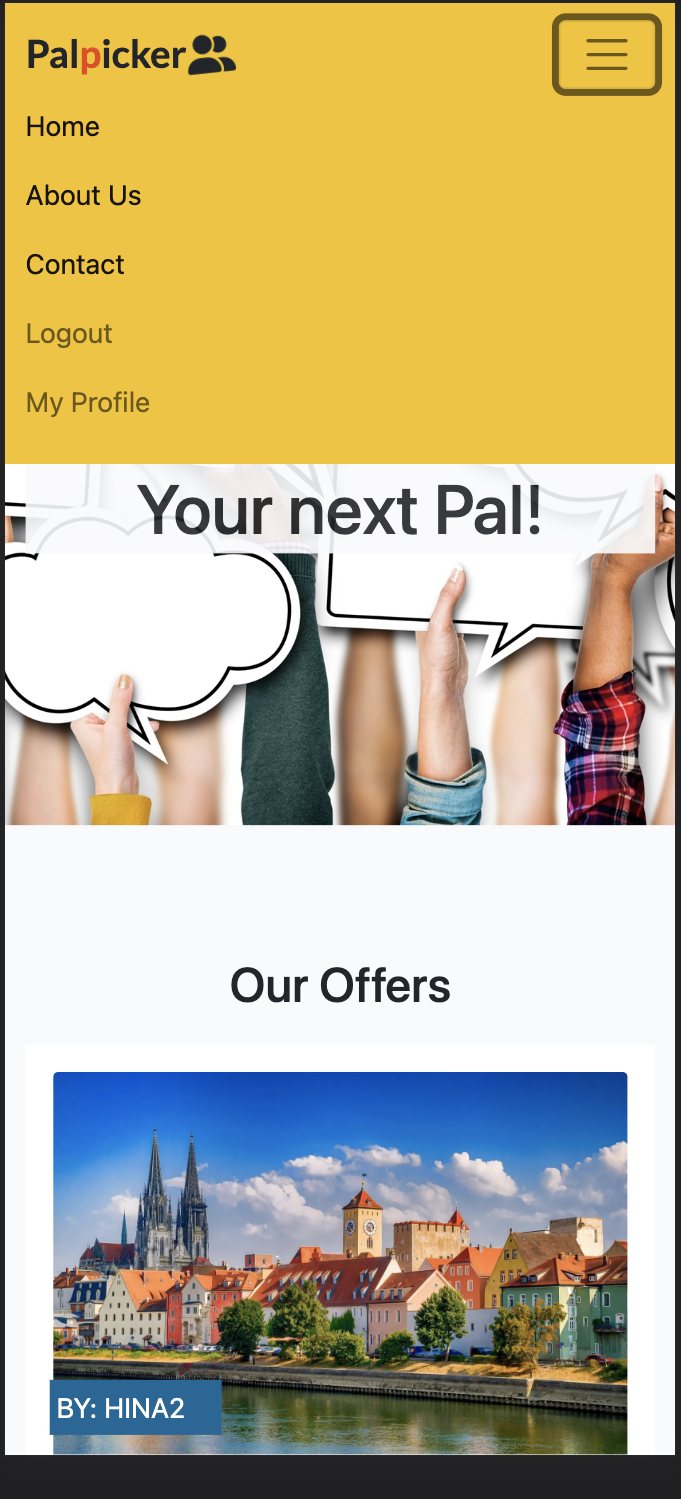 Palpicker
Home
About Us
Contact
Logout
My Profile
Your next Pal!
Our Offers
BY: HINA2